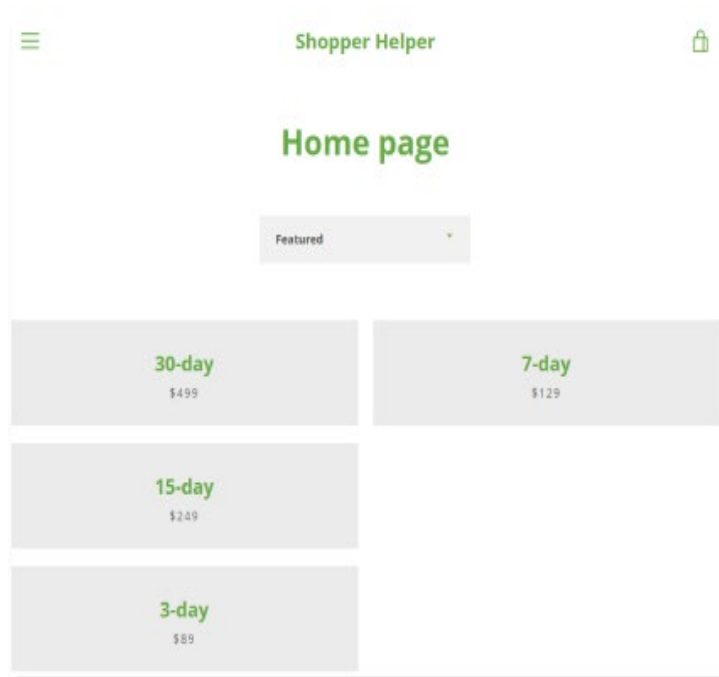 Shopper Helper
Home page
Featured
30-day
$499
7-day
$129
15-day
$249
3-day
$89